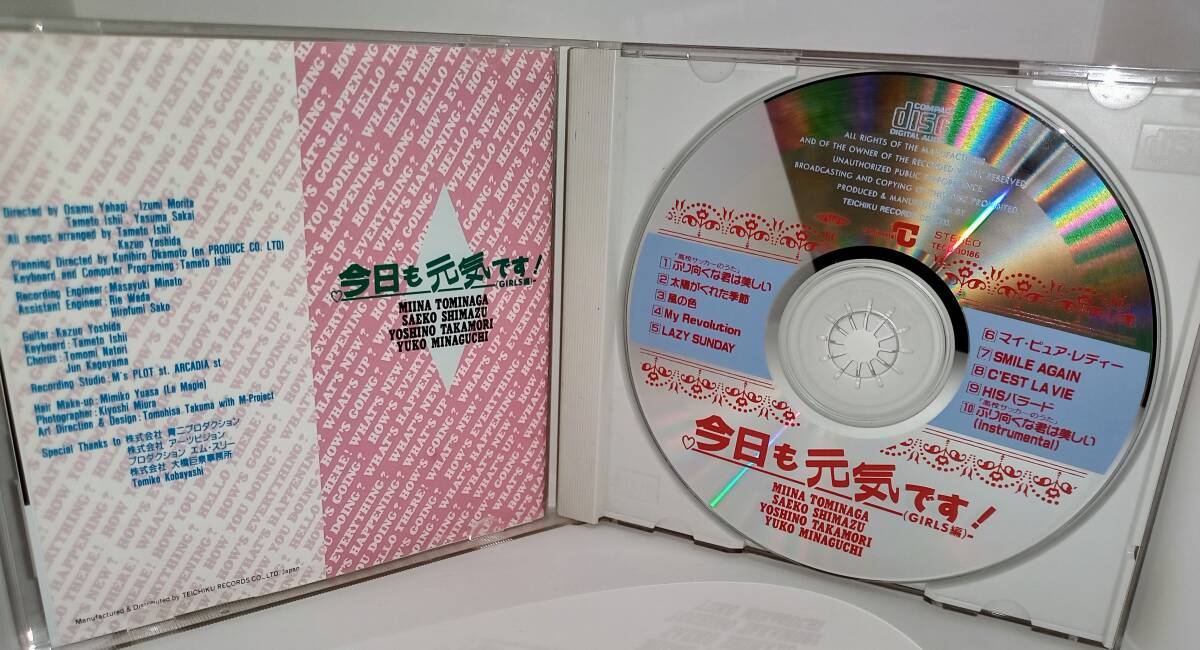 Directed by Osamu Yahagi Izumi Morita
Tameto Ishii Yasuma Sakai
All songs arranged by Tameto Ishii
Kazuo Yoshida
Planning Directed by Kunihiro Okamoto (en PRODUCE CO. LTD)
Keyboard and Computer Programing: Tameto Ishii
Recording Engineer: Masayuki Minato
Assistant Engineer: Rie Wada
Hirofumi Sako
Guiter: Kazuo Yoshida
Keyboard: Tameto Ishii
Chorus: Tomomi Natori
Jun Kageyama
Recording Studio: M's PLOT st. ARCADIA st
Hair Make-up: Mimiko Yuasa (La Magie)
Photographer: Kiyoshi Miura
Art Direction & Design: Tomohisa Takuma with M-Project
Special Thanks to 株式会社 青二プロダクション
株式会社 アーツビジョン
プロダクション エム・スリー
株式会社 大橋巨泉事務所
Tomiko Kobayashi
Manufactured & Distributed by TEICHIKU RECORDS CO., LTD. Japan
今日も元気です!
(GIRLS編)
MIINA TOMINAGA
SAEKO SHIMAZU
YOSHINO TAKAMORI
YUKO MINAGUCHI
COMPACT
disc
DIGITAL AUDIO
ALL RIGHTS OF THE MANUFACTURER
AND OF THE OWNER OF THE RECORDED WORK RESERVED
UNAUTHORIZED PUBLIC PERFORMANCE,
BROADCASTING AND COPYING OF THIS DISC PROHIBITED
PRODUCED & MANUFACTURED BY
TEICHIKU RECORDS CO., LTD.
STEREO
「高校サッカーのうた」
1 ふり向くな君は美しい
2 太陽がくれた季節
3 風の色
4 My Revolution
5 LAZY SUNDAY
6 マイ・ピュア・レディー
7 SMILE AGAIN
8 C'EST LA VIE
9 HISバラード
「高校サッカーのうた」
10 ふり向くな君は美しい
(instrumental)
今日も元気です!
(GIRLS編)
MIINA TOMINAGA
SAEKO SHIMAZU
YOSHINO TAKAMORI
YUKO MINAGUCHI